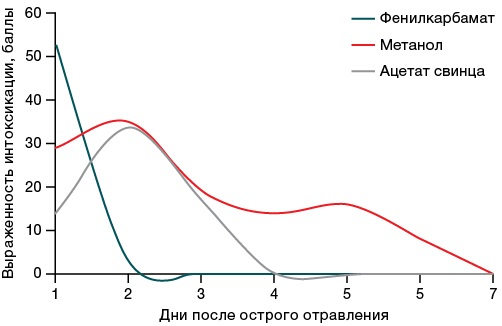 Выраженность интоксикации, баллы
60
50
40
30
20
10
0
Фенилкарбамат
Метанол
Ацетат свинца
1 2 3 4 5 5 7
Дни после острого отравления